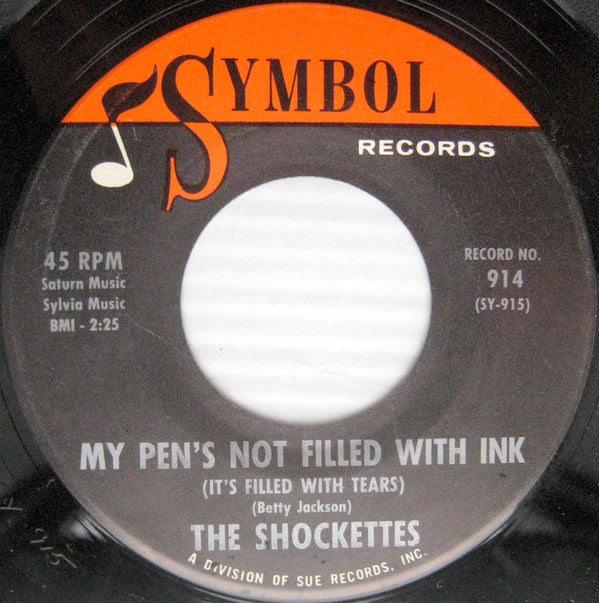 SYMBOL
RECORDS
45 RPM
Saturn Music
Sylvia Music
BMI - 2:25
RECORD NO.
914
(SY-915)
MY PEN'S NOT FILLED WITH INK
(IT'S FILLED WITH TEARS)
(Betty Jackson)
THE SHOCKETTES
A DIVISION OF SUE RECORDS, INC.